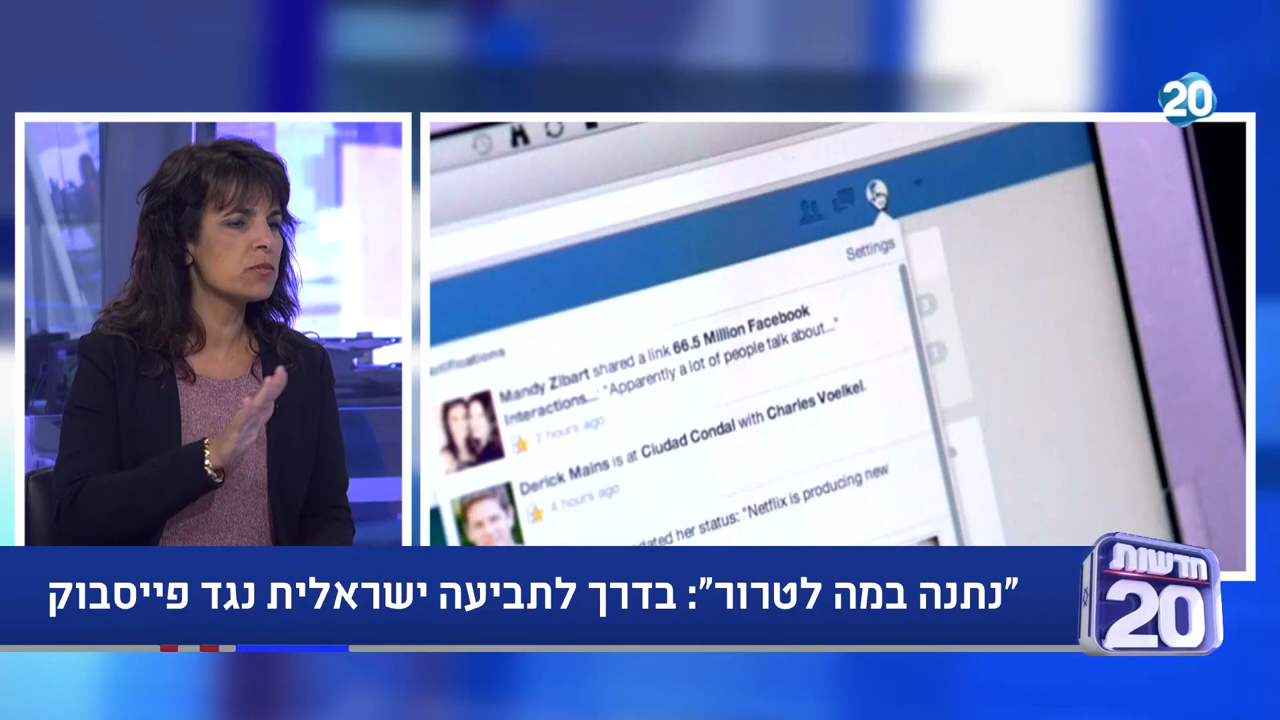 20
Settings
Mandy Zibart shared a link 66.5 Million Facebook
Interactions...: "Apparently a lot of people talk about..."
2 hours ago
Derick Mains is at Ciudad Condal with Charles Voelkel.
4 hours ago
her status: "Netflix is producing new
"נתנה במה לטרור": בדרך לתביעה ישראלית נגד פייסבוק
חדשות
20